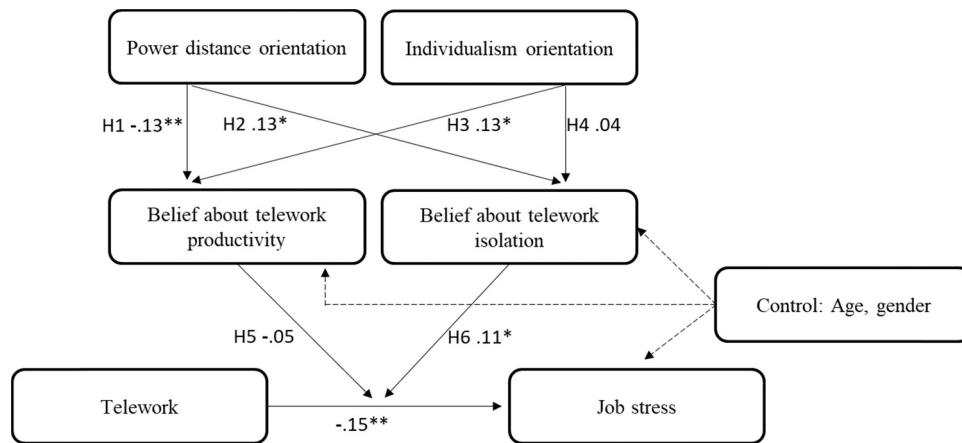 Power distance orientation
Individualism orientation
H1 -.13**
H2 .13*
H3 .13*
H4 .04
Belief about telework
productivity
Belief about telework
isolation
Control: Age, gender
H5 -.05
H6 .11*
Telework
-.15**
Job stress